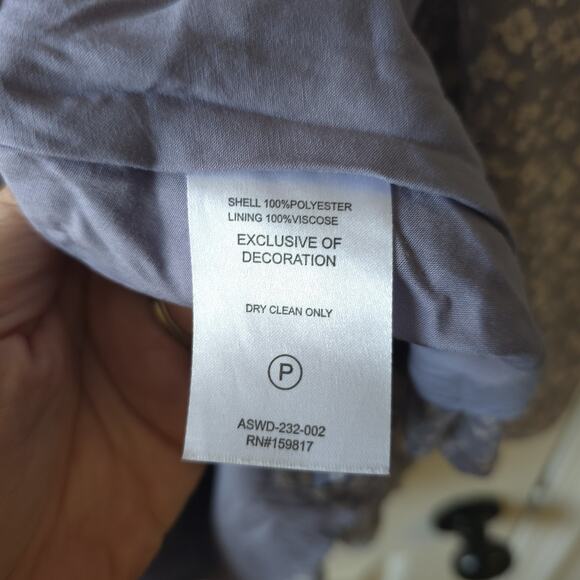 SHELL 100%POLYESTER
LINING 100%VISCOSE
EXCLUSIVE OF
DECORATION
DRY CLEAN ONLY
P
ASWD-232-002
RN#159817